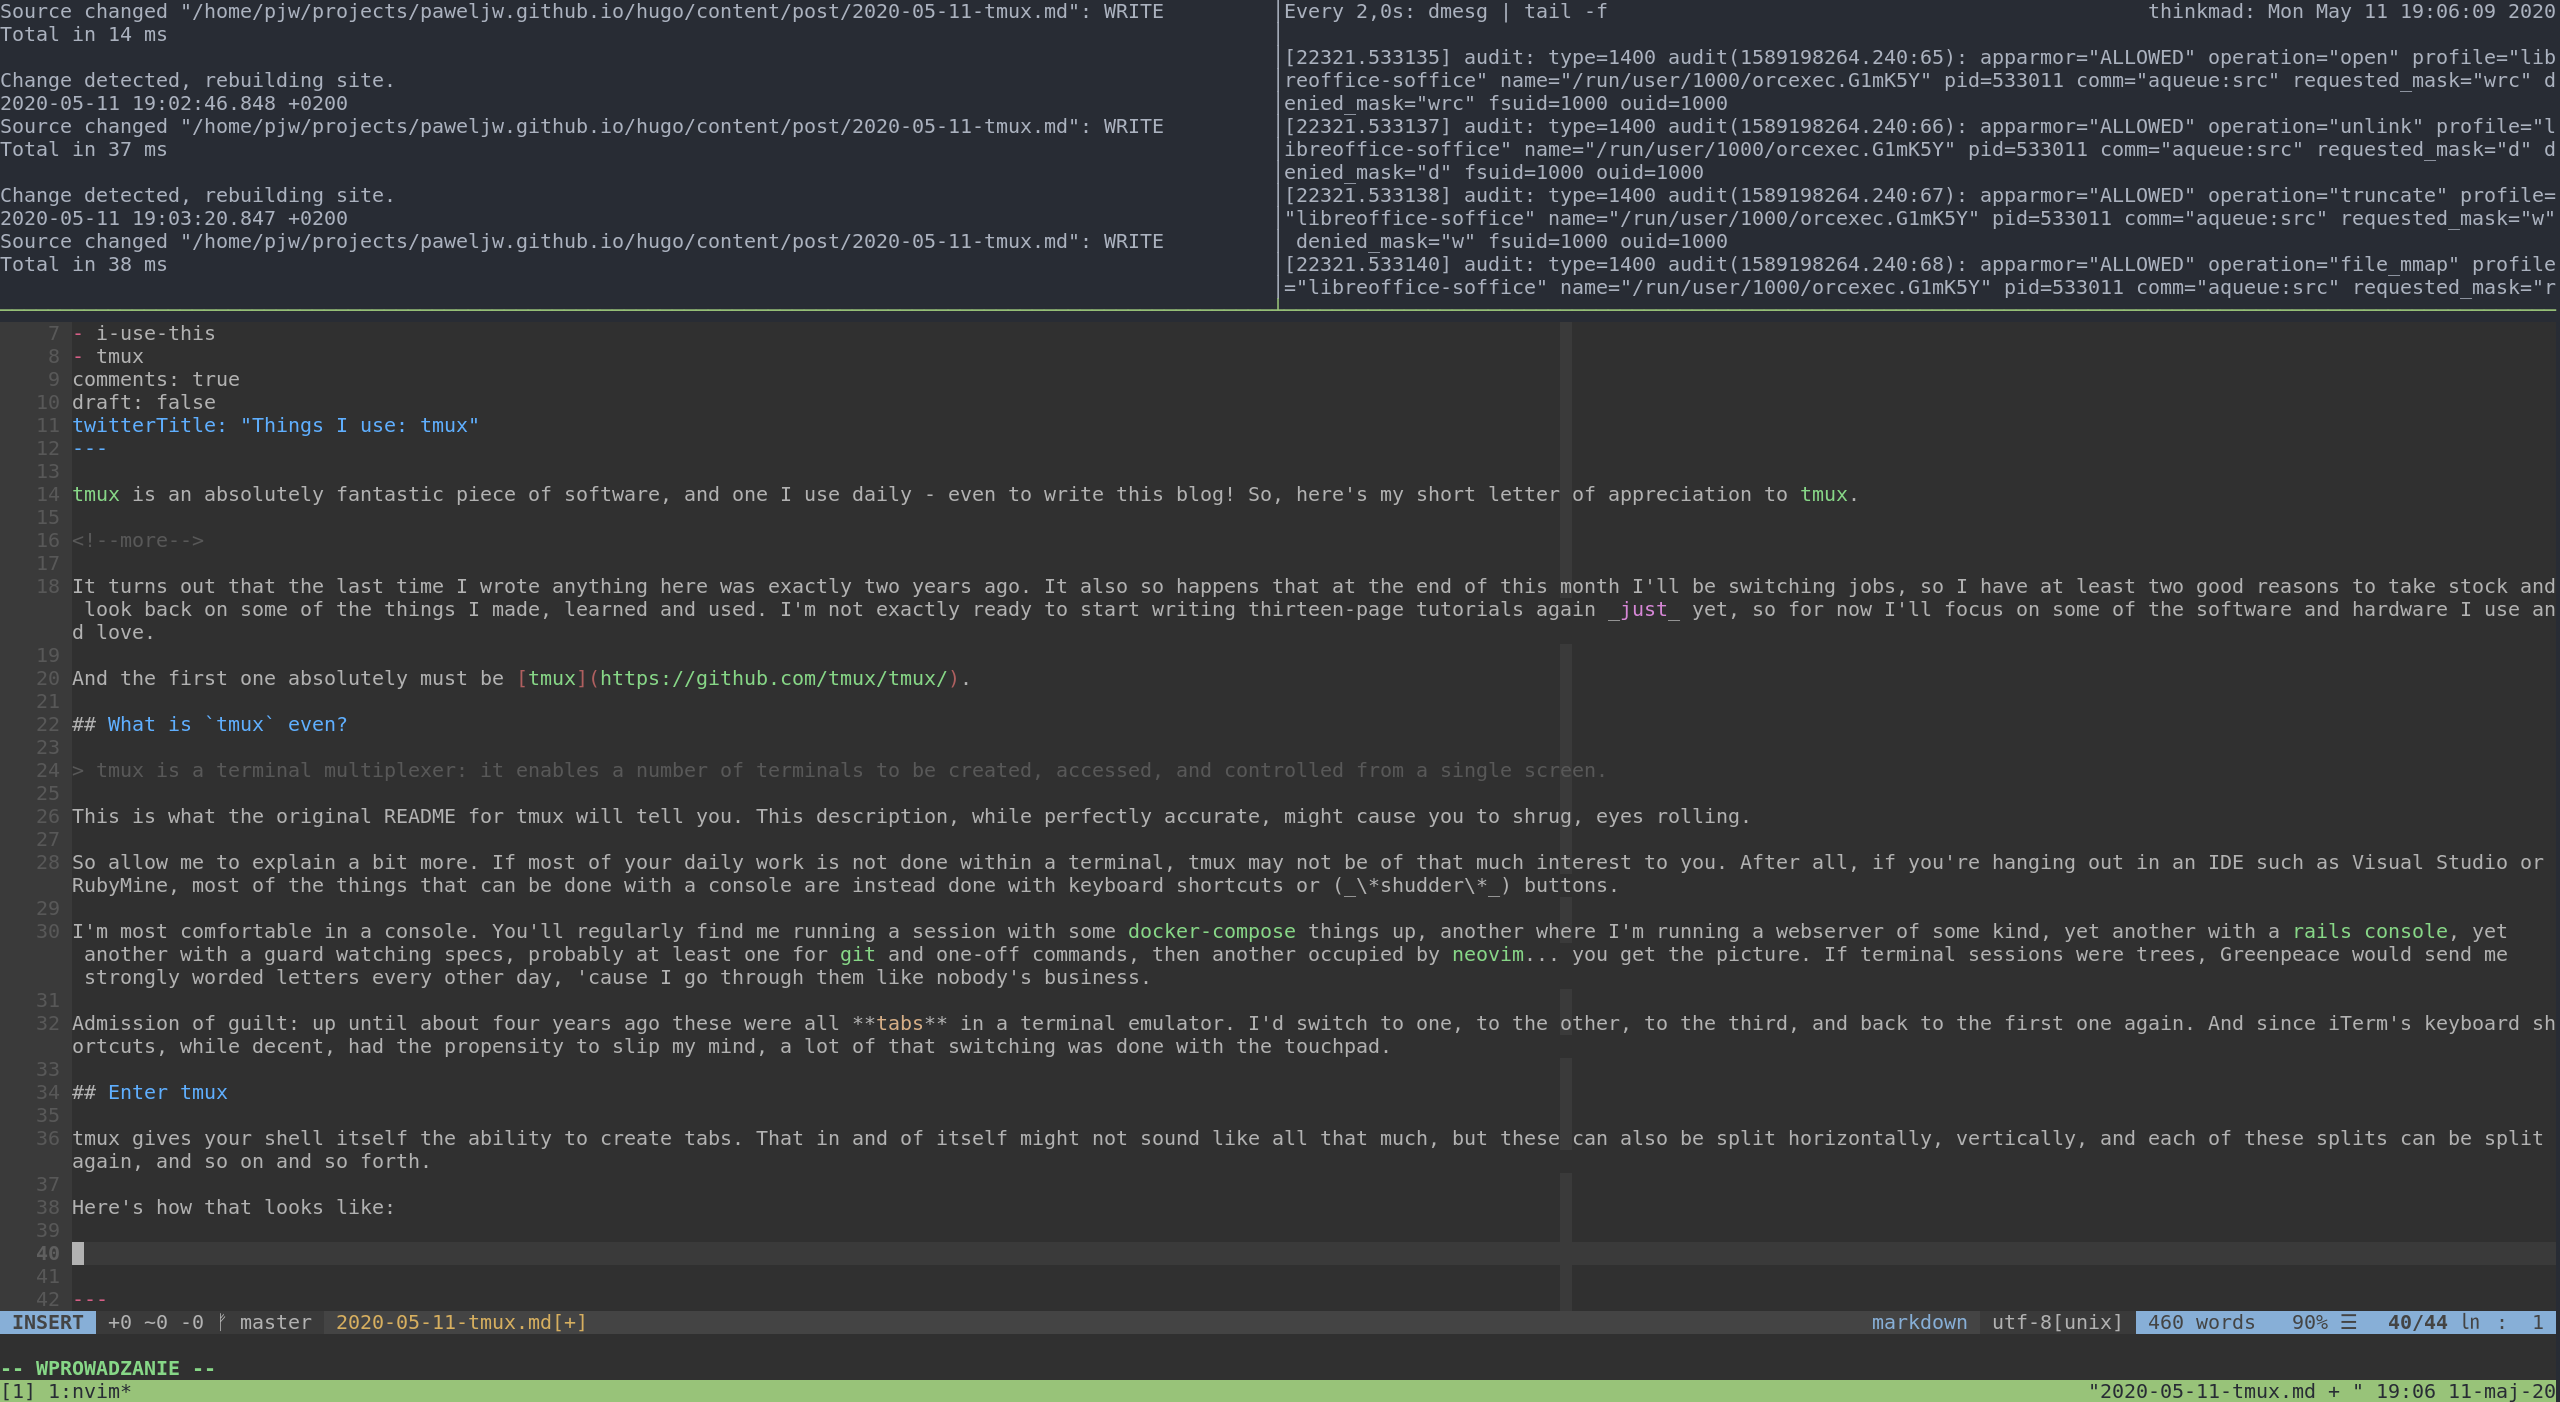 Source changed "/home/pjw/projects/paweljw.github.io/hugo/content/post/2020-05-11-tmux.md": WRITE
Total in 14 ms
Change detected, rebuilding site.
2020-05-11 19:02:46.848 +0200
Source changed "/home/pjw/projects/paweljw.github.io/hugo/content/post/2020-05-11-tmux.md": WRITE
Total in 37 ms
Change detected, rebuilding site.
2020-05-11 19:03:20.847 +0200
Source changed "/home/pjw/projects/paweljw.github.io/hugo/content/post/2020-05-11-tmux.md": WRITE
Total in 38 ms
Every 2,0s: dmesg | tail -f thinkmad: Mon May 11 19:06:09 2020
[22321.533135] audit: type=1400 audit(1589198264.240:65): apparmor="ALLOWED" operation="open" profile="lib
reoffice-soffice" name="/run/user/1000/orcexec.G1mK5Y" pid=533011 comm="aqueue:src" requested_mask="wrc" d
enied_mask="wrc" fsuid=1000 ouid=1000
[22321.533137] audit: type=1400 audit(1589198264.240:66): apparmor="ALLOWED" operation="unlink" profile="l
ibreoffice-soffice" name="/run/user/1000/orcexec.G1mK5Y" pid=533011 comm="aqueue:src" requested_mask="d" d
enied_mask="d" fsuid=1000 ouid=1000
[22321.533138] audit: type=1400 audit(1589198264.240:67): apparmor="ALLOWED" operation="truncate" profile=
"libreoffice-soffice" name="/run/user/1000/orcexec.G1mK5Y" pid=533011 comm="aqueue:src" requested_mask="w"
denied_mask="w" fsuid=1000 ouid=1000
[22321.533140] audit: type=1400 audit(1589198264.240:68): apparmor="ALLOWED" operation="file_mmap" profile
="libreoffice-soffice" name="/run/user/1000/orcexec.G1mK5Y" pid=533011 comm="aqueue:src" requested_mask="r
7 - i-use-this
8 - tmux
9 comments: true
10 draft: false
11 twitterTitle: "Things I use: tmux"
12 ---
13
14 tmux is an absolutely fantastic piece of software, and one I use daily - even to write this blog! So, here's my short letter of appreciation to tmux.
15
16 <!--more-->
17
18 It turns out that the last time I wrote anything here was exactly two years ago. It also so happens that at the end of this month I'll be switching jobs, so I have at least two good reasons to take stock and
look back on some of the things I made, learned and used. I'm not exactly ready to start writing thirteen-page tutorials again _just_ yet, so for now I'll focus on some of the software and hardware I use an
d love.
19
20 And the first one absolutely must be [tmux](https://github.com/tmux/tmux/).
21
22 ## What is `tmux` even?
23
24 > tmux is a terminal multiplexer: it enables a number of terminals to be created, accessed, and controlled from a single screen.
25
26 This is what the original README for tmux will tell you. This description, while perfectly accurate, might cause you to shrug, eyes rolling.
27
28 So allow me to explain a bit more. If most of your daily work is not done within a terminal, tmux may not be of that much interest to you. After all, if you're hanging out in an IDE such as Visual Studio or
RubyMine, most of the things that can be done with a console are instead done with keyboard shortcuts or (_\*shudder\*_) buttons.
29
30 I'm most comfortable in a console. You'll regularly find me running a session with some docker-compose things up, another where I'm running a webserver of some kind, yet another with a rails console, yet
another with a guard watching specs, probably at least one for git and one-off commands, then another occupied by neovim... you get the picture. If terminal sessions were trees, Greenpeace would send me
strongly worded letters every other day, 'cause I go through them like nobody's business.
31
32 Admission of guilt: up until about four years ago these were all **tabs** in a terminal emulator. I'd switch to one, to the other, to the third, and back to the first one again. And since iTerm's keyboard sh
ortcuts, while decent, had the propensity to slip my mind, a lot of that switching was done with the touchpad.
33
34 ## Enter tmux
35
36 tmux gives your shell itself the ability to create tabs. That in and of itself might not sound like all that much, but these can also be split horizontally, vertically, and each of these splits can be split
again, and so on and so forth.
37
38 Here's how that looks like:
39
40
41
42 ---
INSERT +0 ~0 -0 ᚠ master 2020-05-11-tmux.md[+] markdown utf-8[unix] 460 words 90% ☰ 40/44 ㏑ : 1
-- WPROWADZANIE --
[1] 1:nvim* "2020-05-11-tmux.md + " 19:06 11-maj-20